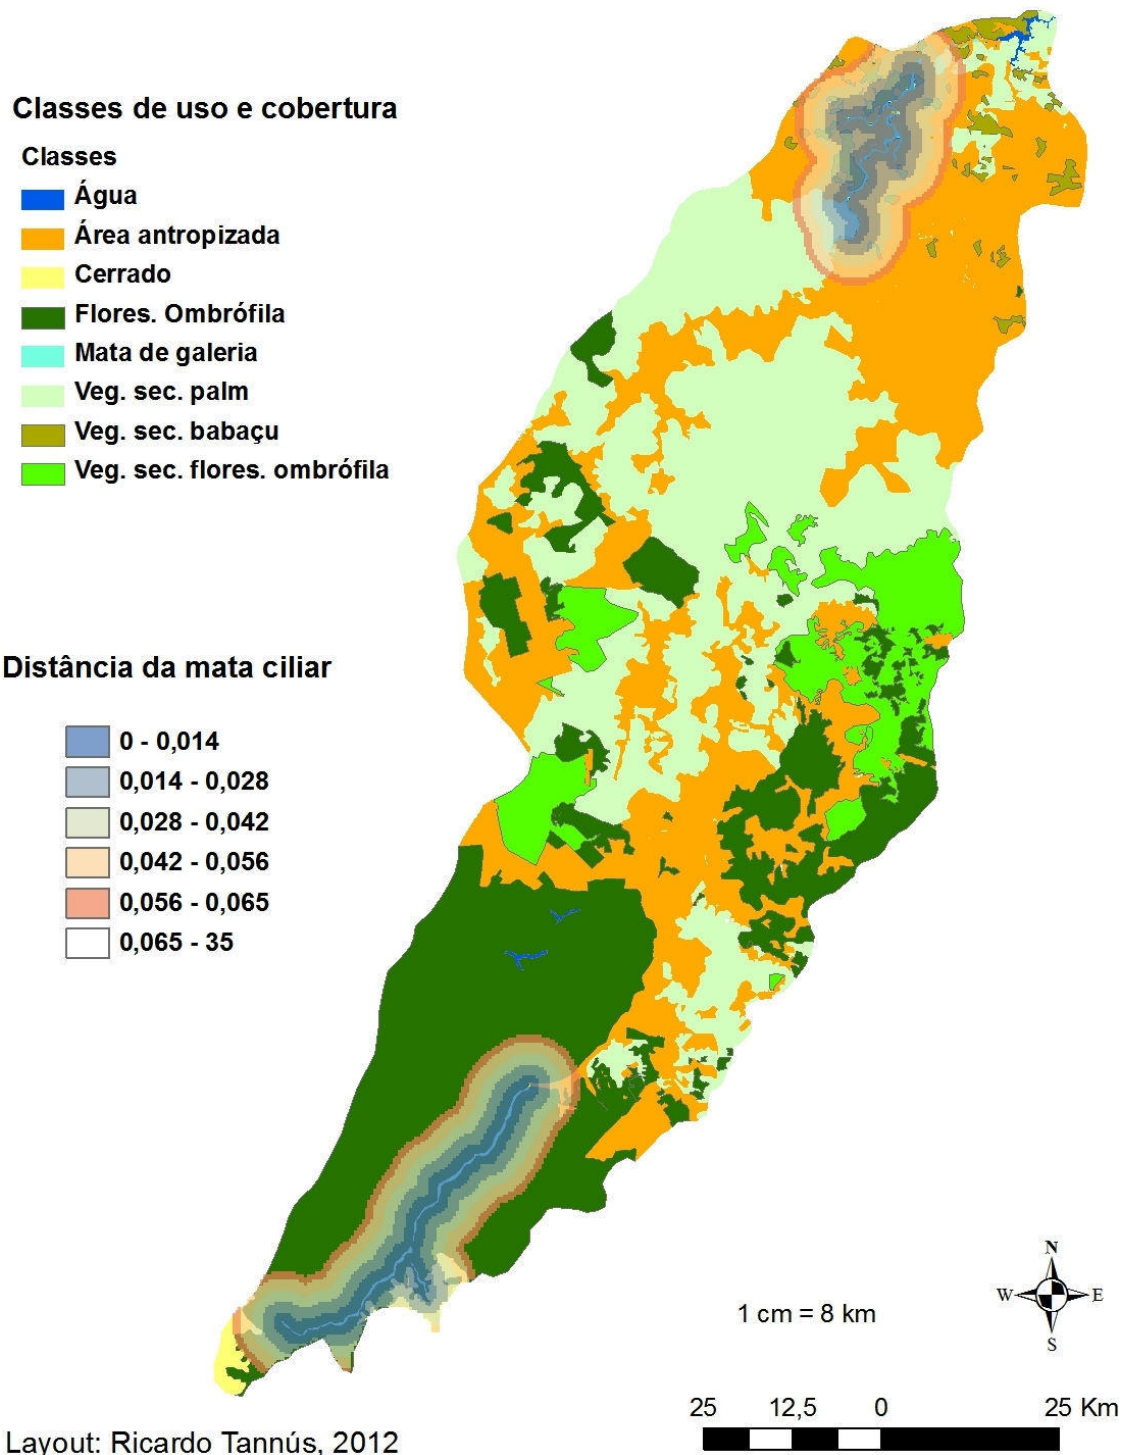 Classes de uso e cobertura
Classes
Água
Área antropizada
Cerrado
Flores. Ombrófila
Mata de galeria
Veg. sec. palm
Veg. sec. babaçu
Veg. sec. flores. ombrófila
Distância da mata ciliar
0 - 0,014
0,014 - 0,028
0,028 - 0,042
0,042 - 0,056
0,056 - 0,065
0,065 - 35
N
W E
S
1 cm = 8 km
25 12,5 0 25 Km
Layout: Ricardo Tannús, 2012